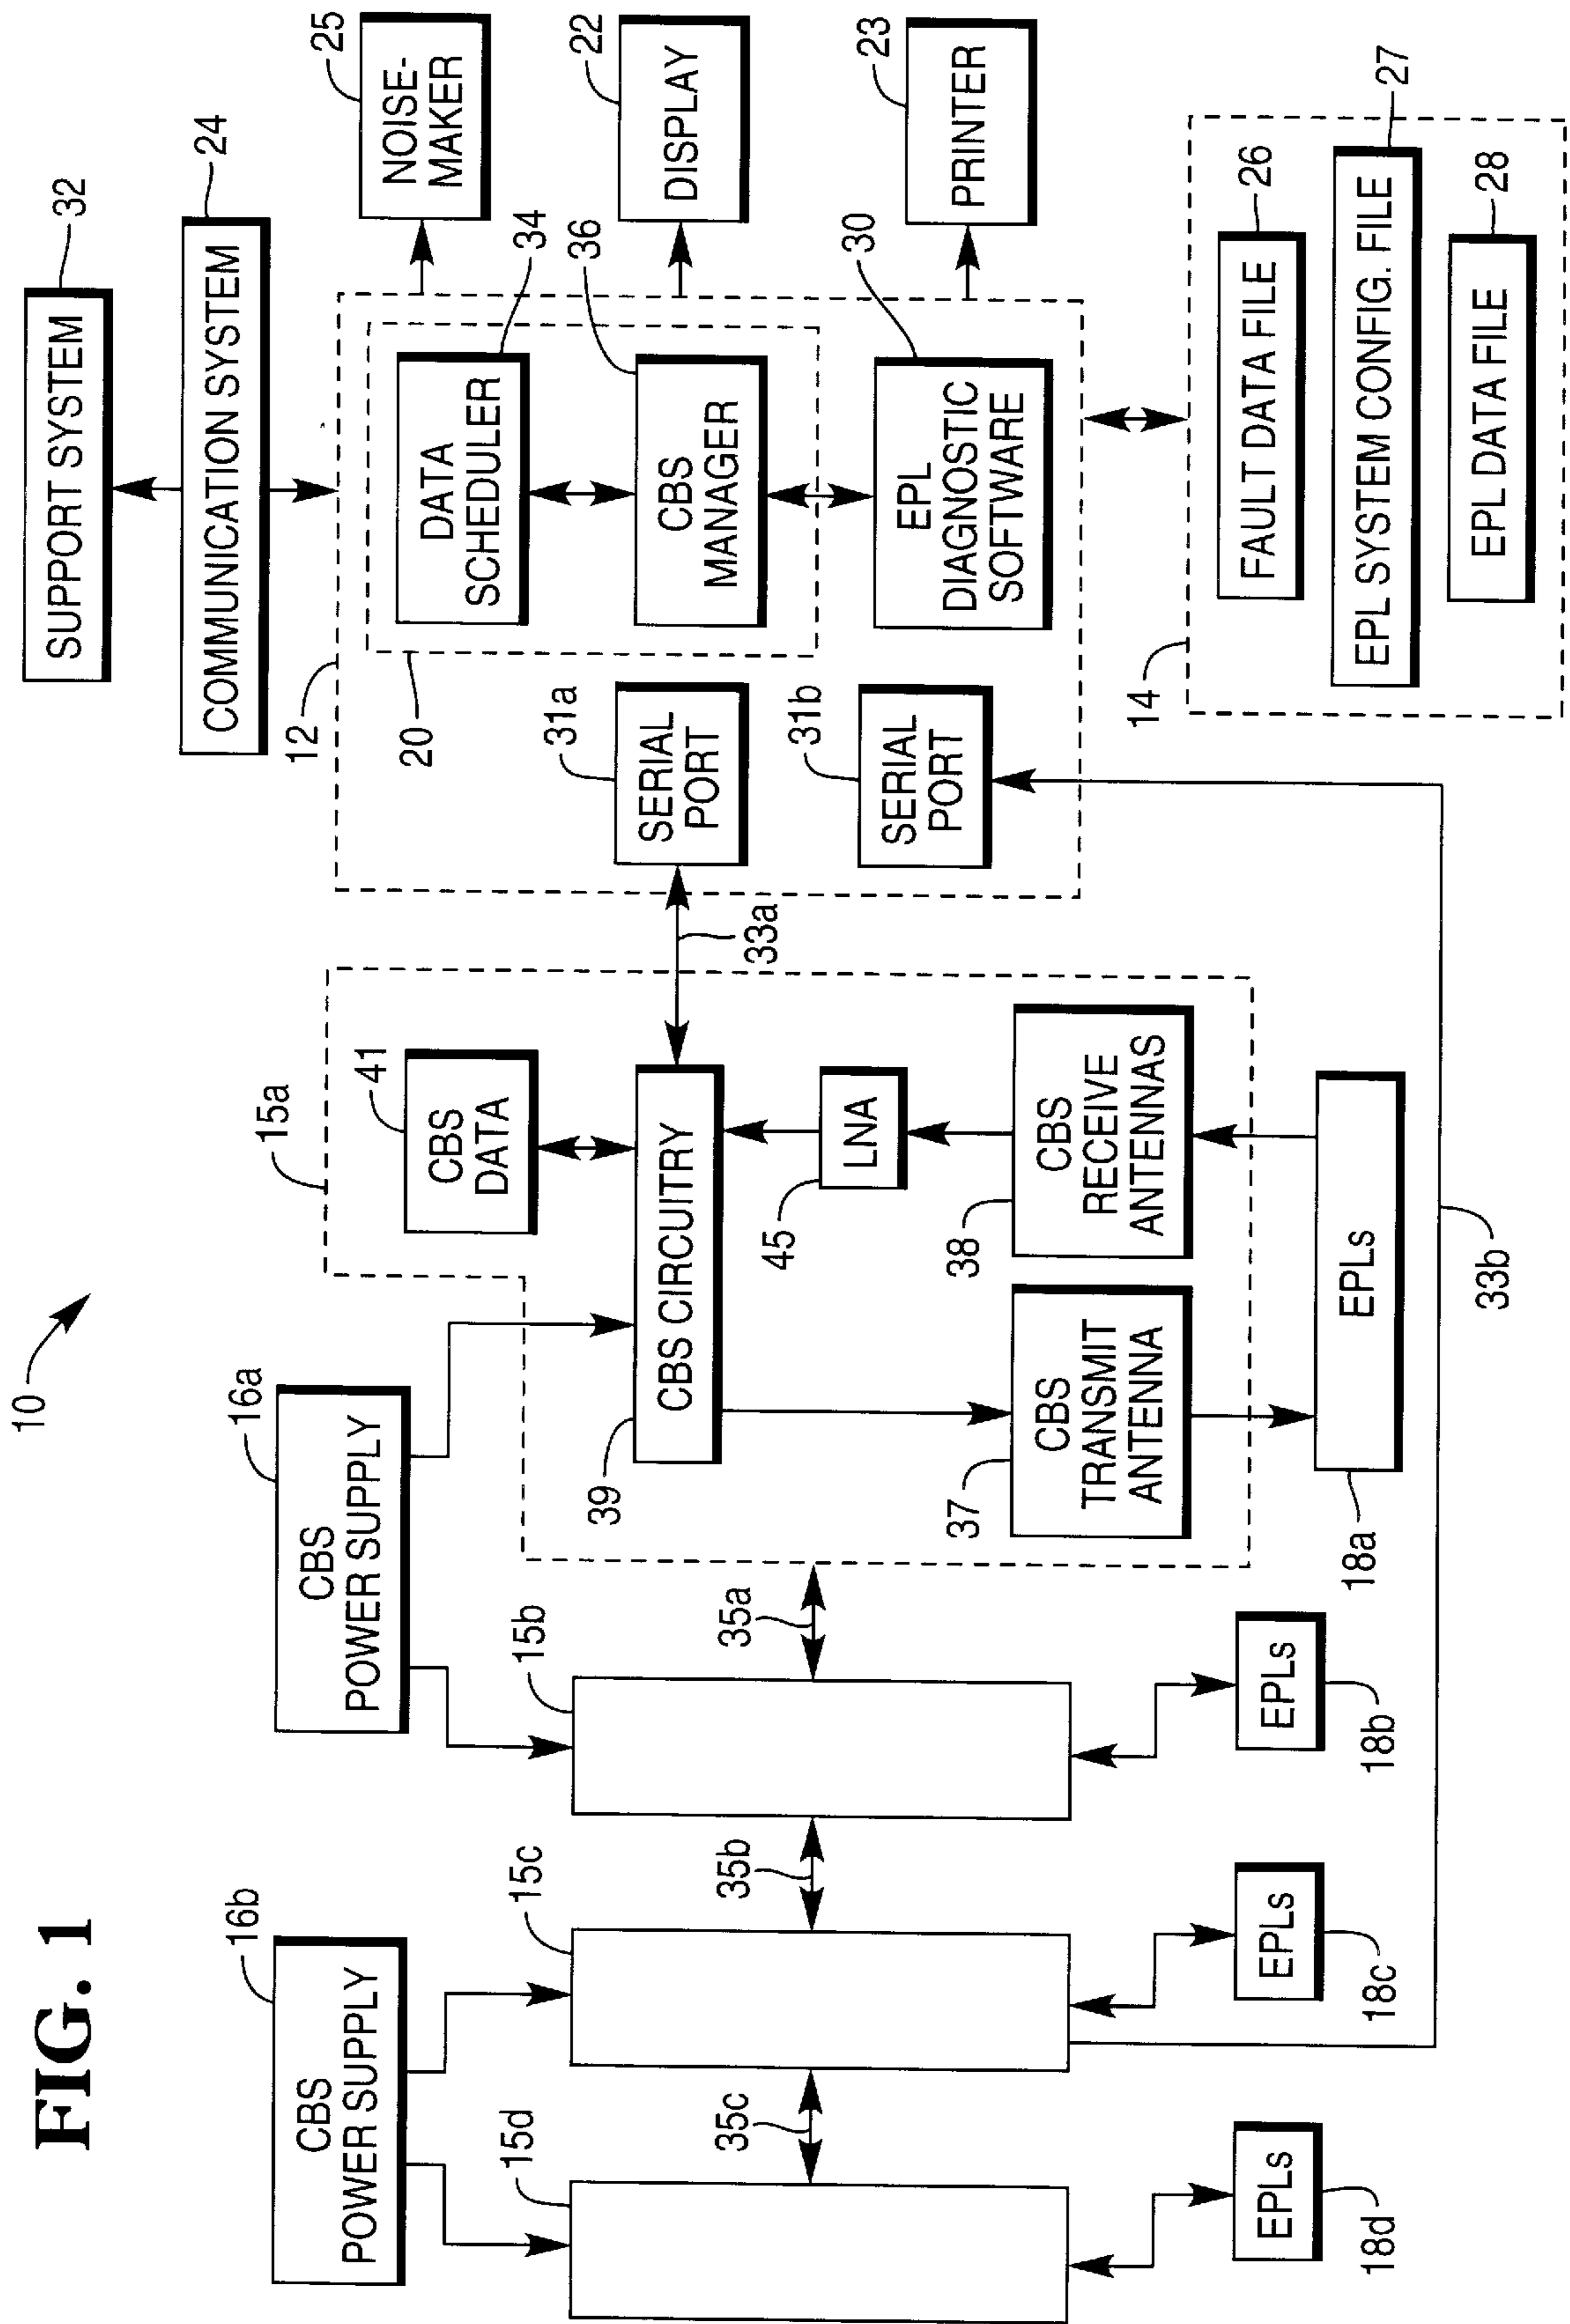 FIG. 1
10
16b
CBS
POWER SUPPLY
16a
CBS
POWER SUPPLY
15d
35c
15c
35b
15b
35a
15a
41
CBS
DATA
39
CBS CIRCUITRY
45
LNA
37
CBS
TRANSMIT
ANTENNA
38
CBS
RECEIVE
ANTENNAS
EPLs
18d
EPLs
18c
EPLs
18b
EPLs
18a
33a
33b
SUPPORT SYSTEM
32
COMMUNICATION SYSTEM
24
12
20
DATA
SCHEDULER
34
CBS
MANAGER
36
EPL
DIAGNOSTIC
SOFTWARE
30
31a
SERIAL
PORT
31b
SERIAL
PORT
NOISE-
MAKER
25
DISPLAY
22
PRINTER
23
14
FAULT DATA FILE
26
EPL SYSTEM CONFIG. FILE
27
EPL DATA FILE
28